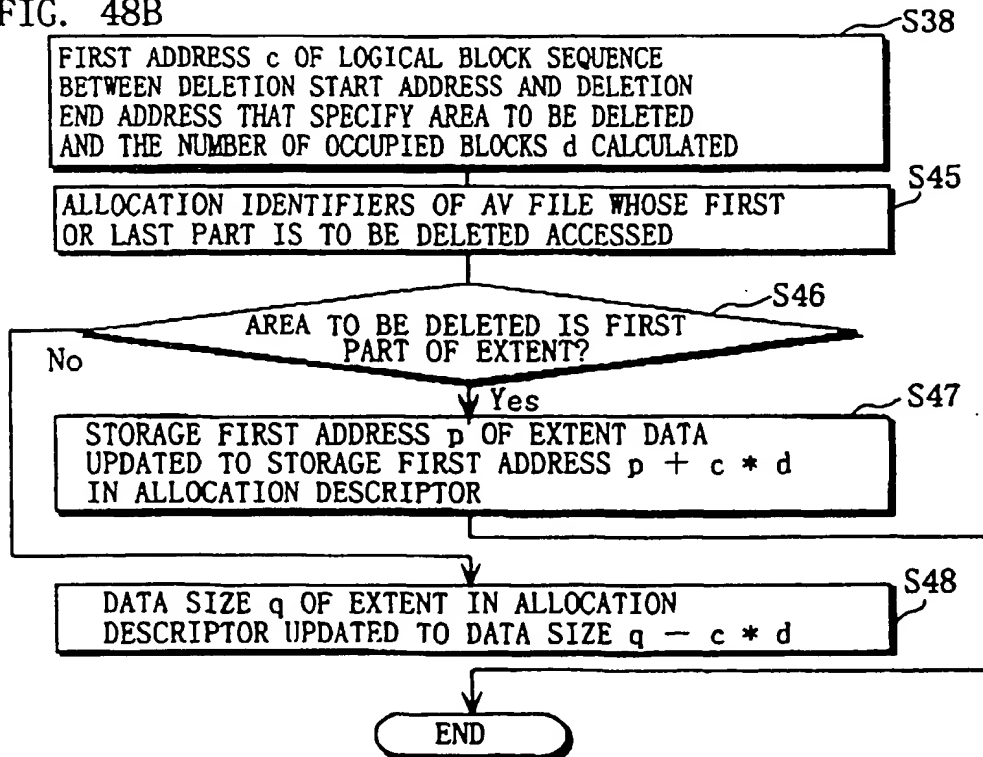 FIG. 48B
S38
FIRST ADDRESS c OF LOGICAL BLOCK SEQUENCE
BETWEEN DELETION START ADDRESS AND DELETION
END ADDRESS THAT SPECIFY AREA TO BE DELETED
AND THE NUMBER OF OCCUPIED BLOCKS d CALCULATED
S45
ALLOCATION IDENTIFIERS OF AV FILE WHOSE FIRST
OR LAST PART IS TO BE DELETED ACCESSED
S46
AREA TO BE DELETED IS FIRST
PART OF EXTENT?
No
Yes
S47
STORAGE FIRST ADDRESS p OF EXTENT DATA
UPDATED TO STORAGE FIRST ADDRESS p + c * d
IN ALLOCATION DESCRIPTOR
S48
DATA SIZE q OF EXTENT IN ALLOCATION
DESCRIPTOR UPDATED TO DATA SIZE q − c * d
END